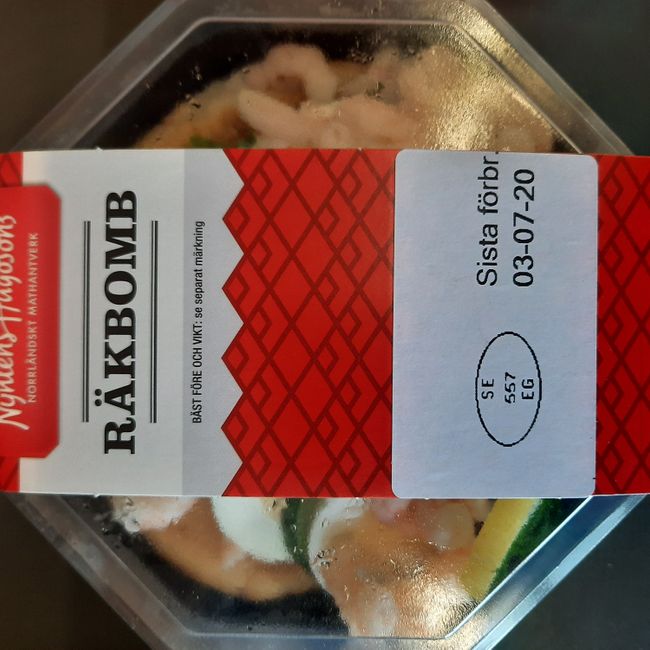 Nyhléns Hugosons
NORRLÄNDSKT MATHANTVERK
RÄKBOMB
BÄST FÖRE OCH VIKT: se separat märkning
Sista förbr.
03-07-20
SE
557
EG